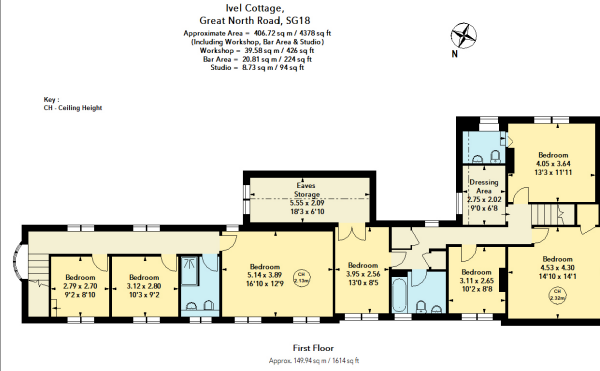 Ivel Cottage,
Great North Road, SG18
Approximate Area = 406.72 sq m / 4378 sq ft
(Including Workshop, Bar Area & Studio)
Workshop = 39.58 sq m / 426 sq ft
Bar Area = 20.81 sq m / 224 sq ft
Studio = 8.73 sq m / 94 sq ft
N
Key :
CH - Ceiling Height
Bedroom
4.05 x 3.64
13'3 x 11'11
Dressing
Area
2.75 x 2.02
9'0 x 6'8
Eaves
Storage
5.55 x 2.09
18'3 x 6'10
Bedroom
2.79 x 2.70
9'2 x 8'10
Bedroom
3.12 x 2.80
10'3 x 9'2
Bedroom
5.14 x 3.89
16'10 x 12'9
CH
2.13m
Bedroom
3.95 x 2.56
13'0 x 8'5
Bedroom
3.11 x 2.65
10'2 x 8'8
Bedroom
4.53 x 4.30
14'10 x 14'1
CH
2.32m
First Floor
Approx. 149.94 sq m / 1614 sq ft